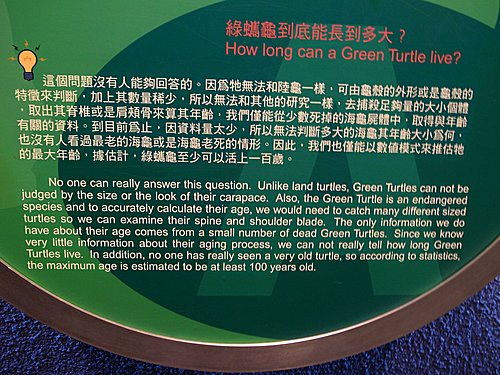 綠蠵龜到底能長到多大？
How long can a Green Turtle live?
這個問題沒有人能夠回答的。因為牠無法和陸龜一樣，可由龜殼的外形或是龜殼的
特徵來判斷，加上其數量稀少，所以無法和其他的研究一樣，去捕殺足夠量的大小個體
，取出其脊椎或是肩頰骨來算其年齡，我們僅能從少數死掉的海龜屍體中，取得與年齡
有關的資料。到目前為止，因資料量太少，所以無法判斷多大的海龜其年齡大小為何，
也沒有人看過最老的海龜或是海龜老死的情形。因此，我們也僅能以數値模式來推估牠
的最大年齡，據估計，綠蠵龜至少可以活上一百歲。
No one can really answer this question. Unlike land turtles, Green Turtles can not be
judged by the size or the look of their carapace. Also, the Green Turtle is an endangered
species and to accurately calculate their age, we would need to catch many different sized
turtles so we can examine their spine and shoulder blade. The only information we do
have about their age comes from a small number of dead Green Turtles. Since we know
very little information about their aging process, we can not really tell how long Green
Turtles live. In addition, no one has really seen a very old turtle, so according to statistics,
the maximum age is estimated to be at least 100 years old.